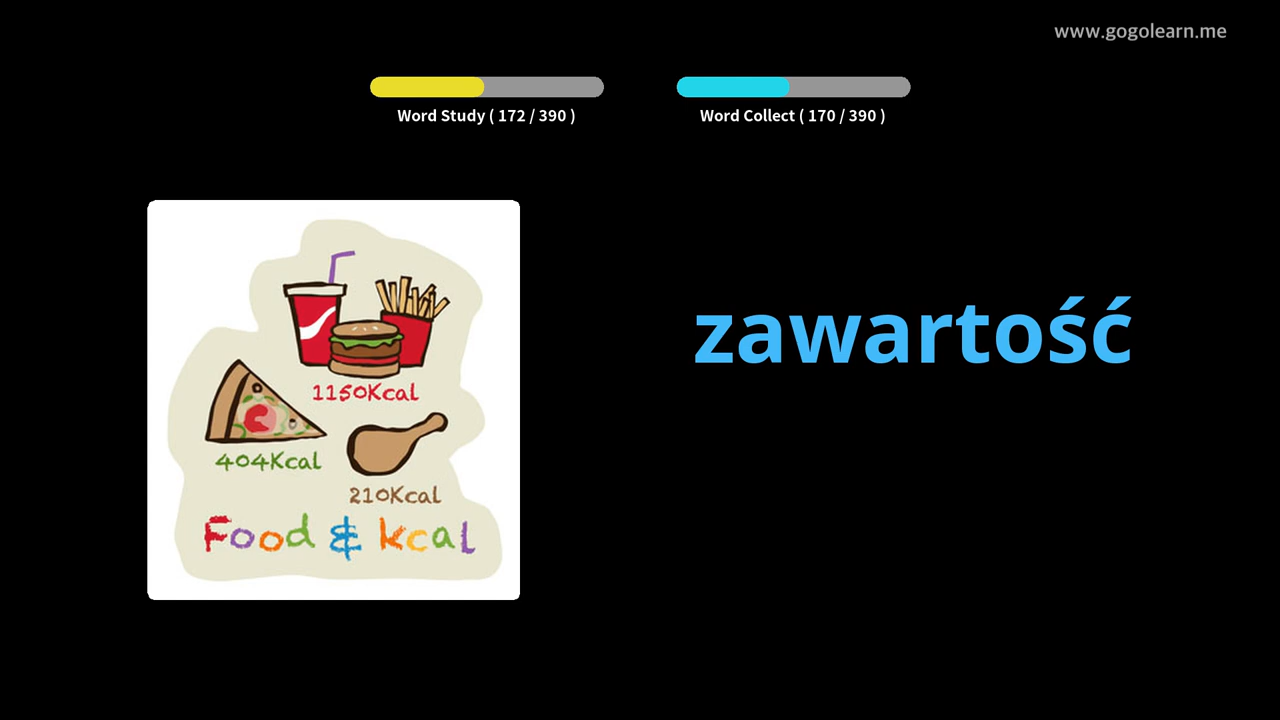 www.gogolearn.me
Word Study ( 172 / 390 )
Word Collect ( 170 / 390 )
zawartość
1150Kcal
404Kcal
210Kcal
Food & kcal